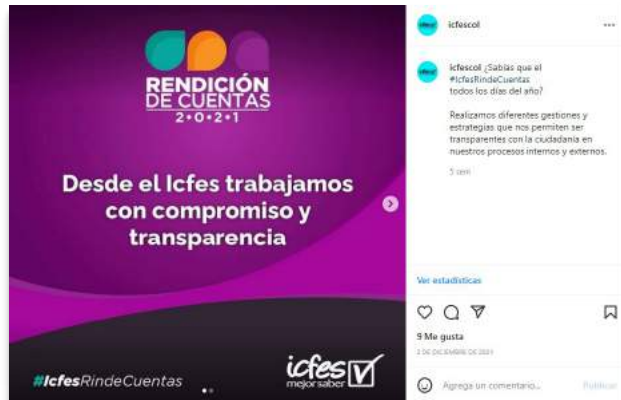 RENDICIÓN
DE CUENTAS
2•0•2•1
Desde el Icfes trabajamos
con compromiso y
transparencia
#IcfesRindeCuentas
icfes
mejor saber
icfescol
icfescol ¿Sabías que el
#IcfesRindeCuentas
todos los días del año?
Realizamos diferentes gestiones y
estrategias que nos permiten ser
transparentes con la ciudadanía en
nuestros procesos internos y externos.
5 sem
Ver estadísticas
9 Me gusta
2 DE DICIEMBRE DE 2021
Agrega un comentario...
Publicar